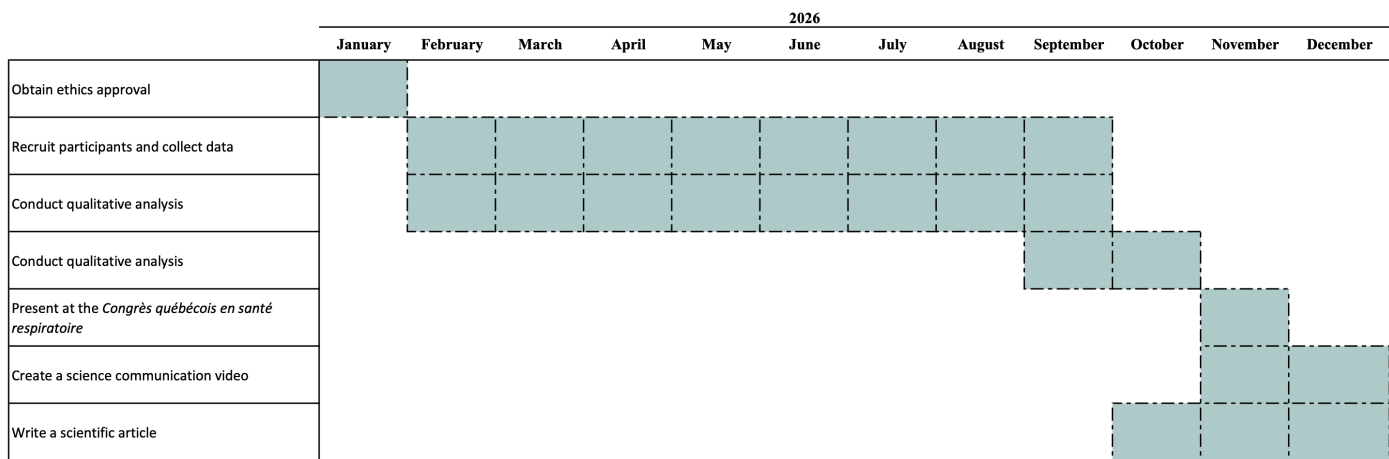 2026
January February March April May June July August September October November December
Obtain ethics approval
Recruit participants and collect data
Conduct qualitative analysis
Conduct qualitative analysis
Present at the Congrès québécois en santé
respiratoire
Create a science communication video
Write a scientific article